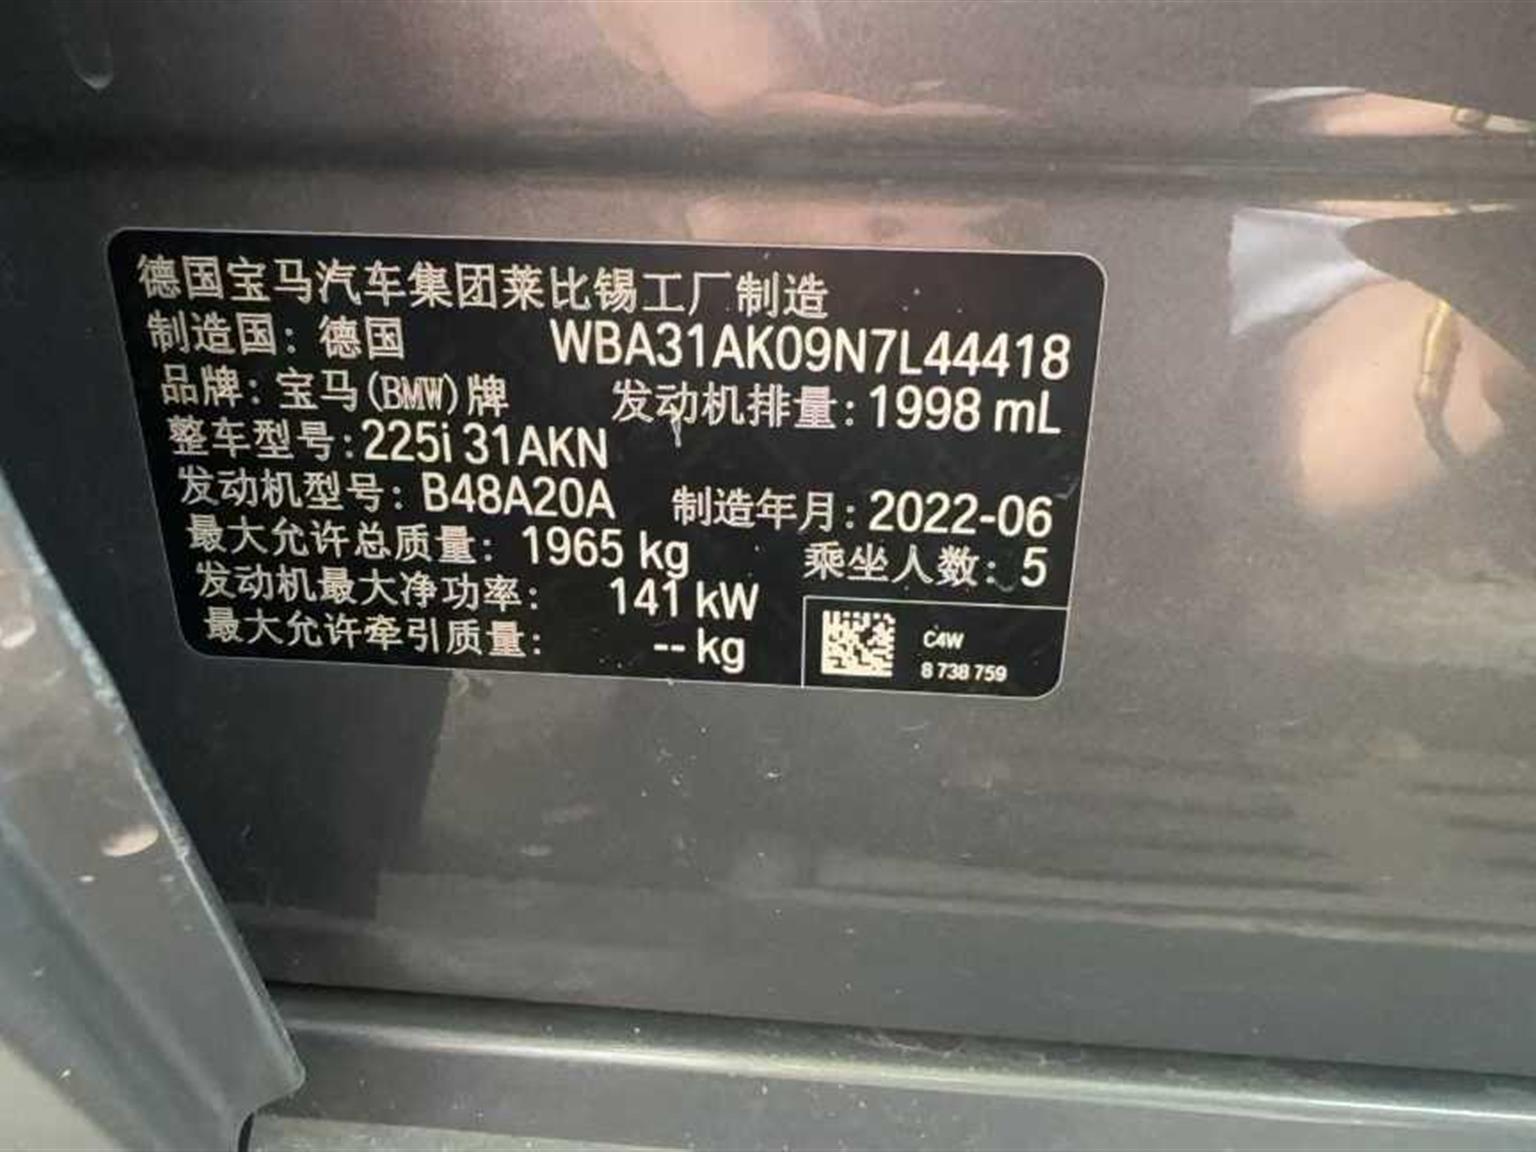 德国宝马汽车集团莱比锡工厂制造
制造国：德国 WBA31AK09N7L44418
品牌：宝马(BMW)牌 发动机排量：1998 mL
整车型号：225i 31AKN
发动机型号：B48A20A 制造年月：2022-06
最大允许总质量：1965 kg 乘坐人数：5
发动机最大净功率：141 kW
最大允许牵引质量：-- kg
C4W
8 738 759